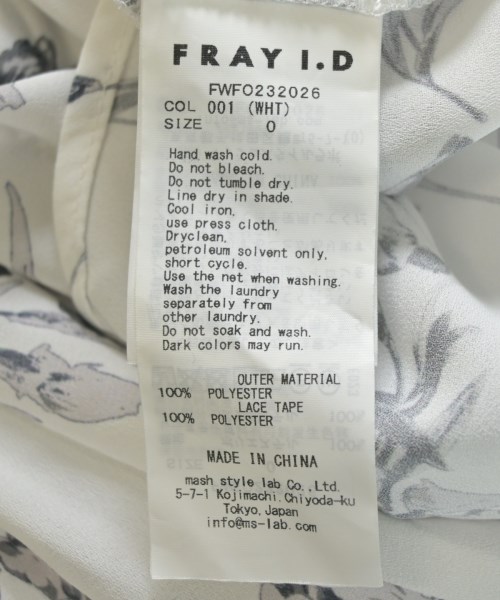 FRAY I.D
FWFO232026
COL 001 (WHT)
SIZE 0
Hand wash cold.
Do not bleach.
Do not tumble dry.
Line dry in shade.
Cool iron.
use press cloth.
Dryclean.
petroleum solvent only.
short cycle.
Use the net when washing.
Wash the laundry
separately from
other laundry.
Do not soak and wash.
Dark colors may run.
OUTER MATERIAL
100% POLYESTER
LACE TAPE
100% POLYESTER
MADE IN CHINA
mash style lab Co.,Ltd.
5-7-1 Kojimachi,Chiyoda-ku
Tokyo,Japan
info@ms-lab.com